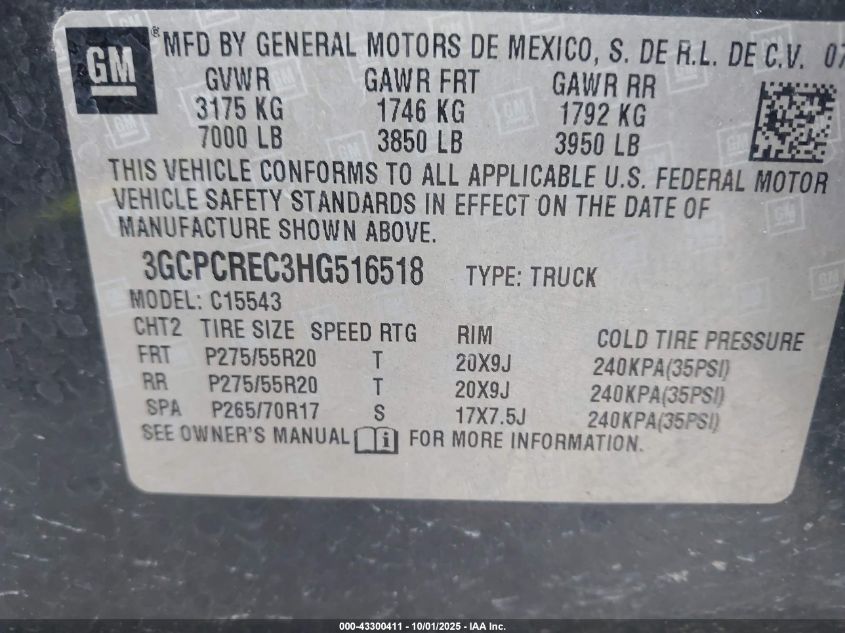 GM ® MFD BY GENERAL MOTORS DE MEXICO, S. DE R.L. DE C.V. 07
GVWR GAWR FRT GAWR RR
3175 KG 1746 KG 1792 KG
7000 LB 3850 LB 3950 LB
THIS VEHICLE CONFORMS TO ALL APPLICABLE U.S. FEDERAL MOTOR
VEHICLE SAFETY STANDARDS IN EFFECT ON THE DATE OF
MANUFACTURE SHOWN ABOVE.
3GCPCREC3HG516518 TYPE: TRUCK
MODEL: C15543
CHT2 TIRE SIZE SPEED RTG RIM COLD TIRE PRESSURE
FRT P275/55R20 T 20X9J 240KPA(35PSI)
RR P275/55R20 T 20X9J 240KPA(35PSI)
SPA P265/70R17 S 17X7.5J 240KPA(35PSI)
SEE OWNER'S MANUAL i FOR MORE INFORMATION.
000-43300411 - 10/01/2025 - IAA Inc.